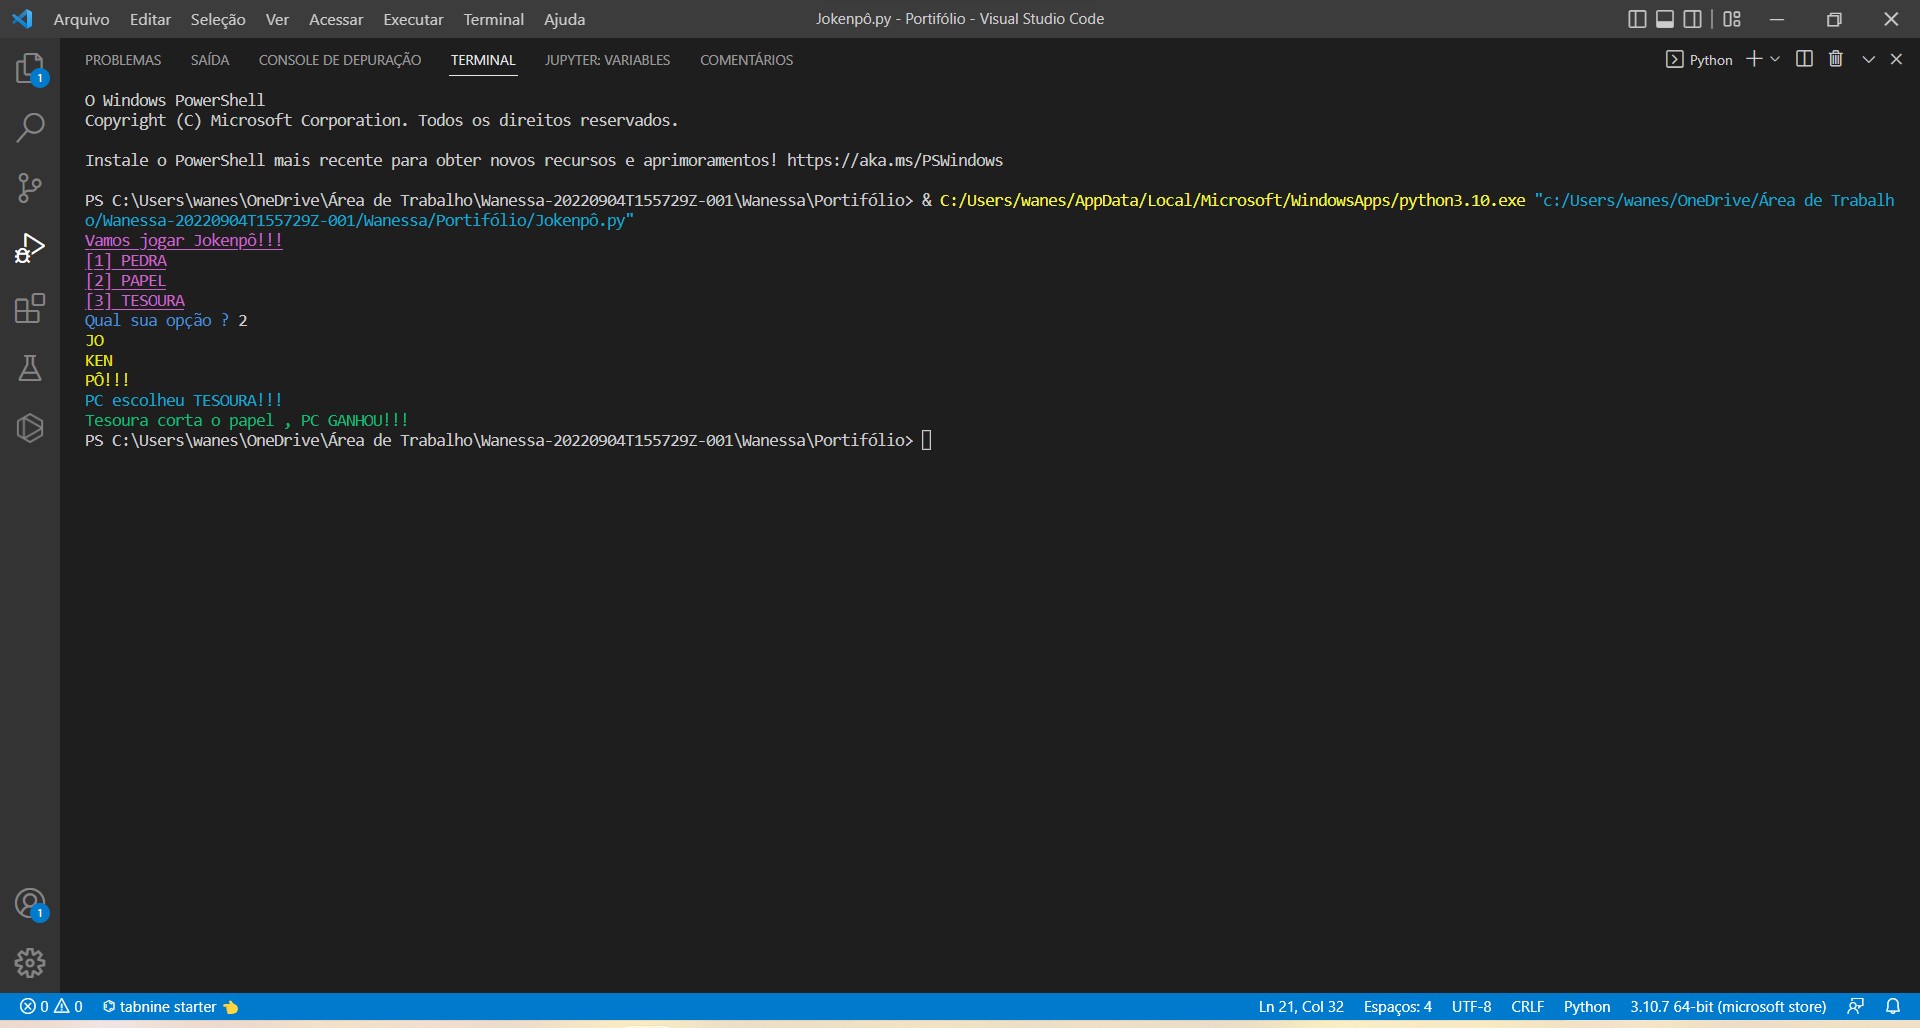 Arquivo Editar Seleção Ver Acessar Executar Terminal Ajuda
Jokenpô.py - Portifólio - Visual Studio Code
PROBLEMAS SAÍDA CONSOLE DE DEPURAÇÃO TERMINAL JUPYTER: VARIABLES COMENTÁRIOS
Python
1
O Windows PowerShell
Copyright (C) Microsoft Corporation. Todos os direitos reservados.
Instale o PowerShell mais recente para obter novos recursos e aprimoramentos! https://aka.ms/PSWindows
PS C:\Users\wanes\OneDrive\Área de Trabalho\Wanessa-20220904T155729Z-001\Wanessa\Portifólio> & C:/Users/wanes/AppData/Local/Microsoft/WindowsApps/python3.10.exe "c:/Users/wanes/OneDrive/Área de Trabalh
o/Wanessa-20220904T155729Z-001/Wanessa/Portifólio/Jokenpô.py"
Vamos jogar Jokenpô!!!
[1] PEDRA
[2] PAPEL
[3] TESOURA
Qual sua opção ? 2
JO
KEN
PÔ!!!
PC escolheu TESOURA!!!
Tesoura corta o papel , PC GANHOU!!!
PS C:\Users\wanes\OneDrive\Área de Trabalho\Wanessa-20220904T155729Z-001\Wanessa\Portifólio>
1
0 0 tabnine starter
Ln 21, Col 32 Espaços: 4 UTF-8 CRLF Python 3.10.7 64-bit (microsoft store)